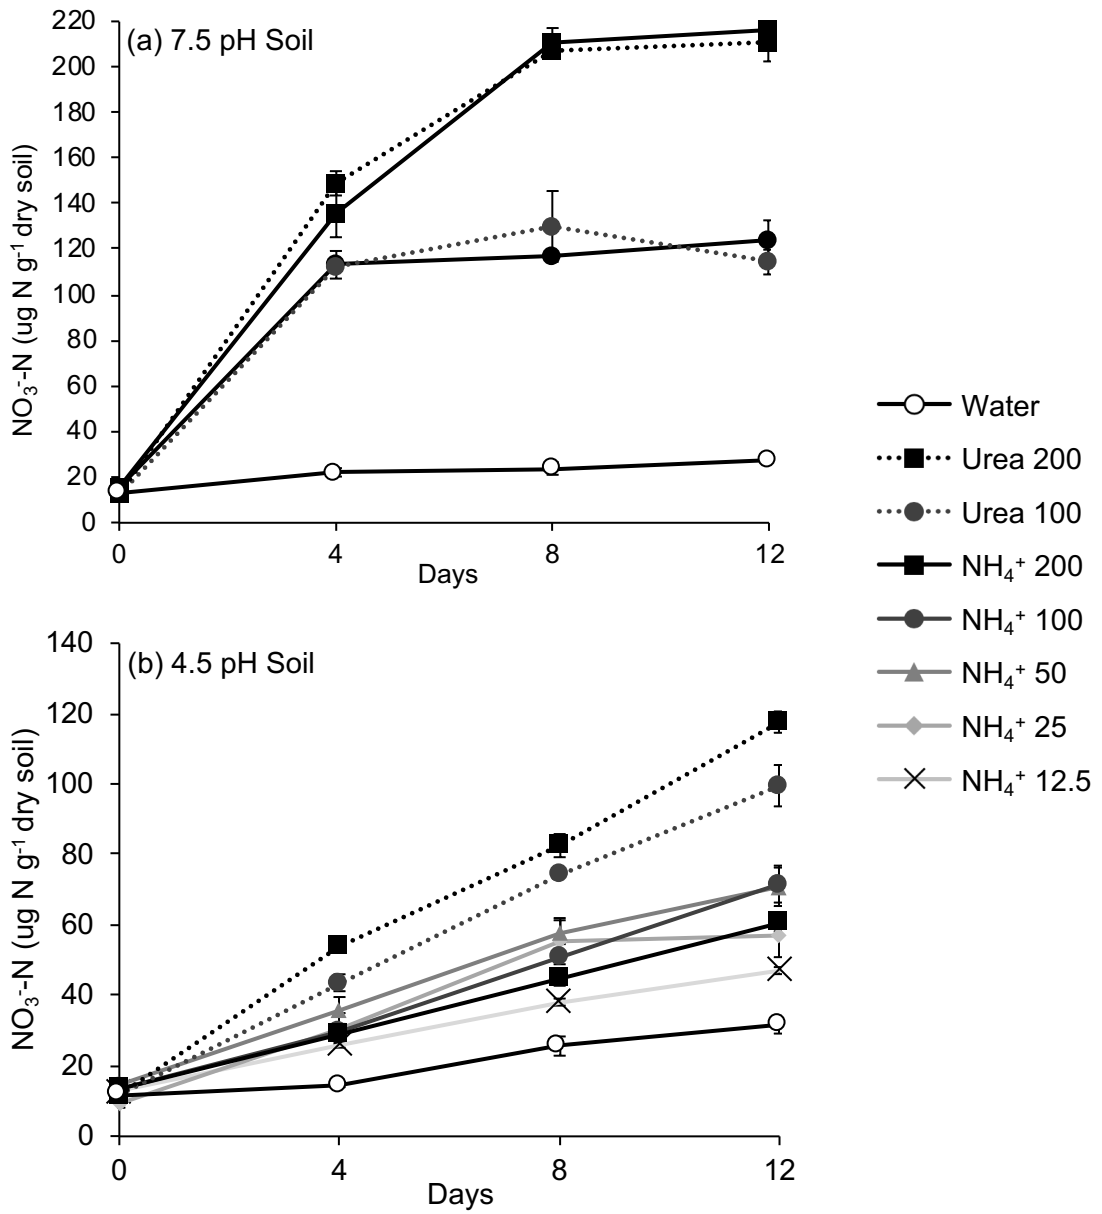 (a) 7.5 pH Soil
NO₃⁻-N (ug N g⁻¹ dry soil)
220
200
180
160
140
120
100
80
60
40
20
0
0 4 8 12
Days
Water
Urea 200
Urea 100
NH₄⁺ 200
NH₄⁺ 100
NH₄⁺ 50
NH₄⁺ 25
NH₄⁺ 12.5
(b) 4.5 pH Soil
NO₃⁻-N (ug N g⁻¹ dry soil)
140
120
100
80
60
40
20
0
0 4 8 12
Days